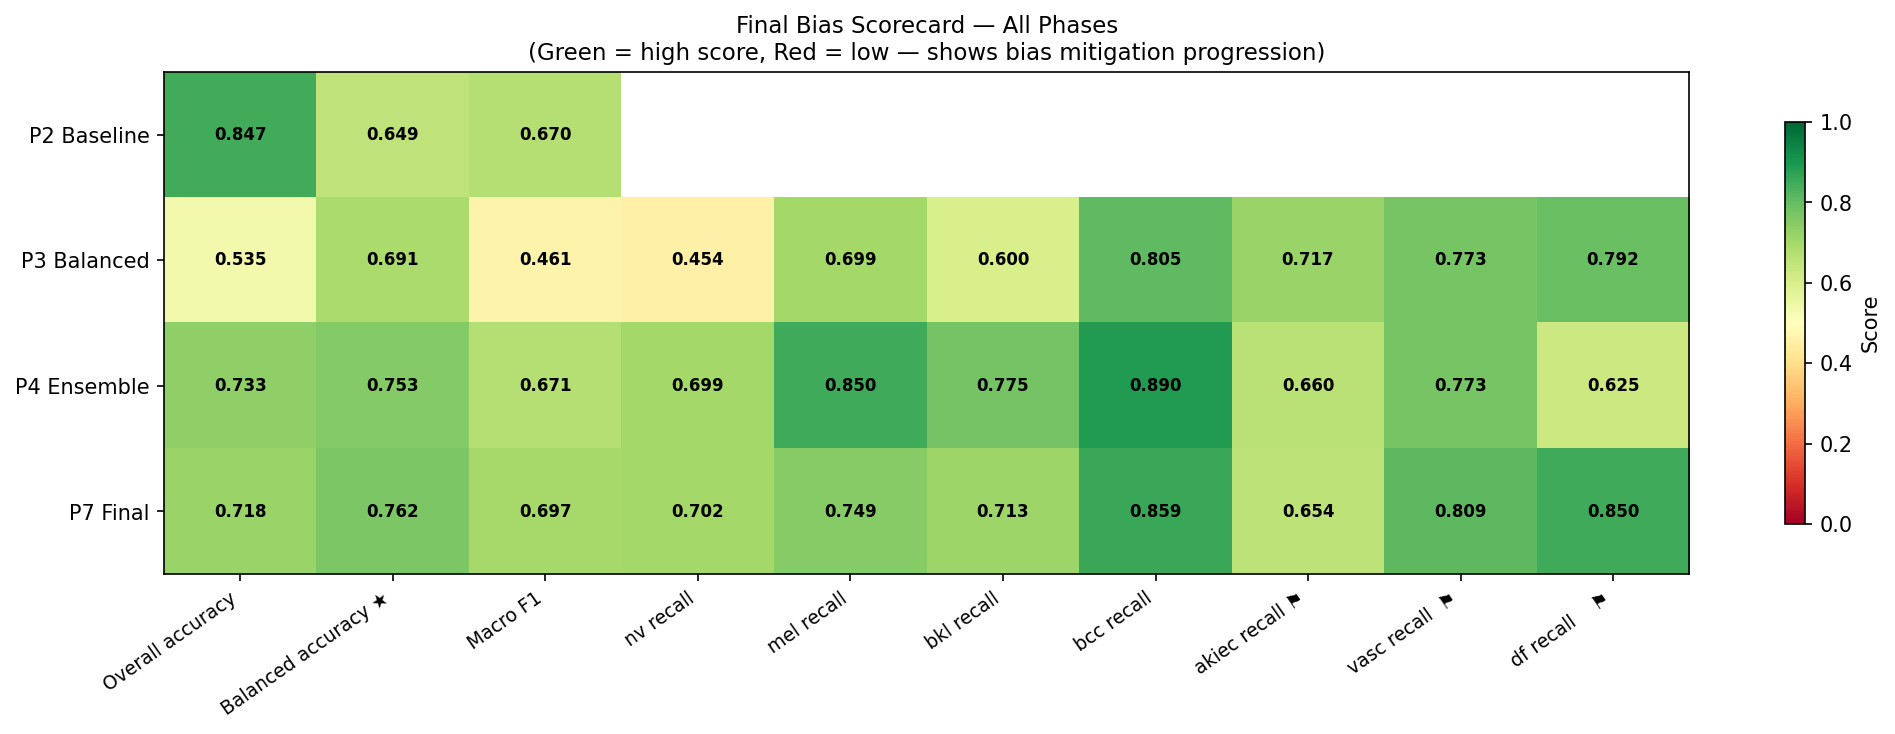 Final Bias Scorecard — All Phases
(Green = high score, Red = low — shows bias mitigation progression)
P2 Baseline 0.847 0.649 0.670
P3 Balanced 0.535 0.691 0.461 0.454 0.699 0.600 0.805 0.717 0.773 0.792
P4 Ensemble 0.733 0.753 0.671 0.699 0.850 0.775 0.890 0.660 0.773 0.625
P7 Final 0.718 0.762 0.697 0.702 0.749 0.713 0.859 0.654 0.809 0.850
Overall accuracy
Balanced accuracy ★
Macro F1
nv recall
mel recall
bkl recall
bcc recall
akiec recall ⚑
vasc recall ⚑
df recall ⚑
1.0
0.8
0.6
0.4
0.2
0.0
Score